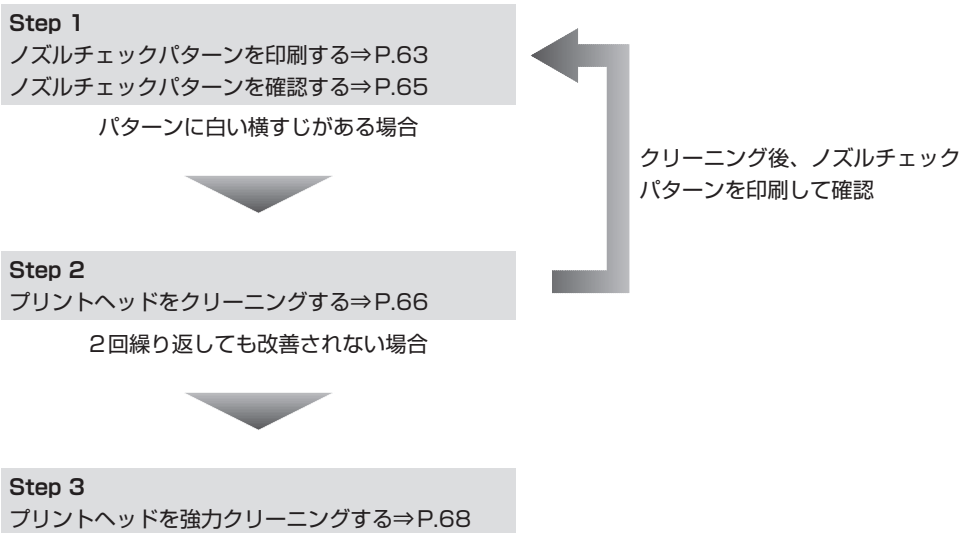 Step 1
ノズルチェックパターンを印刷する⇒P.63
ノズルチェックパターンを確認する⇒P.65
パターンに白い横すじがある場合
クリーニング後、ノズルチェック
パターンを印刷して確認
Step 2
プリントヘッドをクリーニングする⇒P.66
2回繰り返しても改善されない場合
Step 3
プリントヘッドを強力クリーニングする⇒P.68